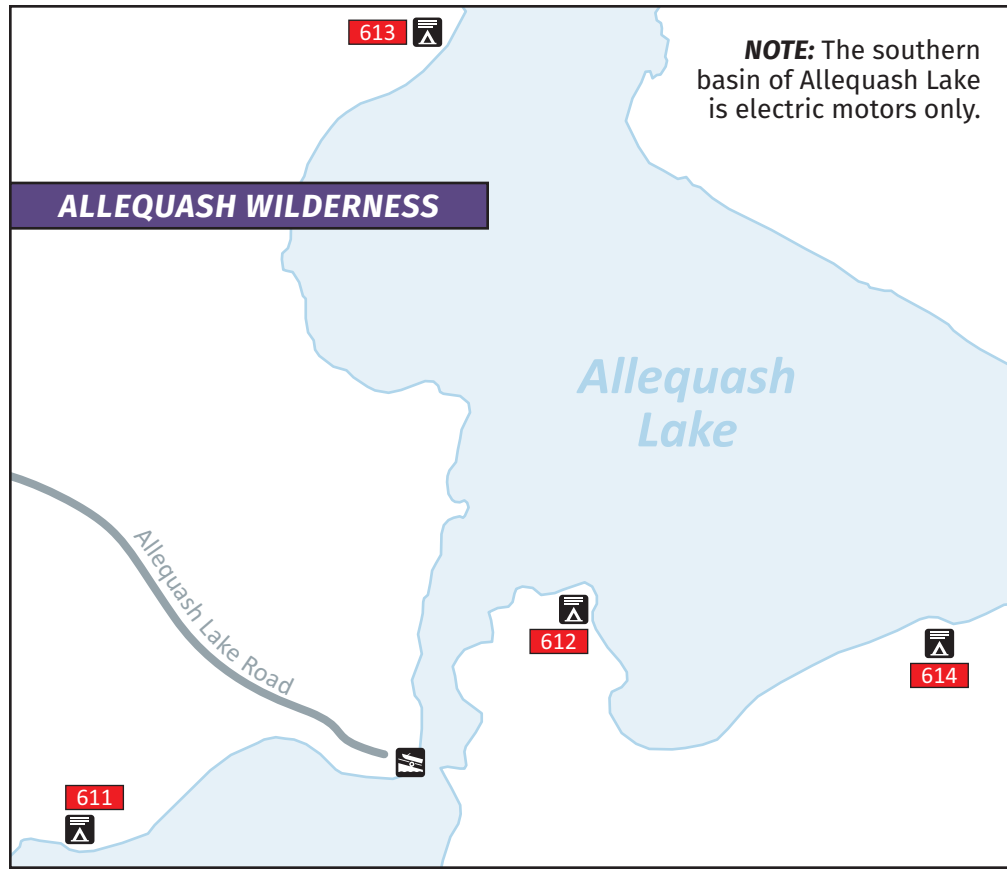 613
NOTE: The southern
basin of Allequash Lake
is electric motors only.
ALLEQUASH WILDERNESS
Allequash
Lake
Allequash Lake Road
612
614
611